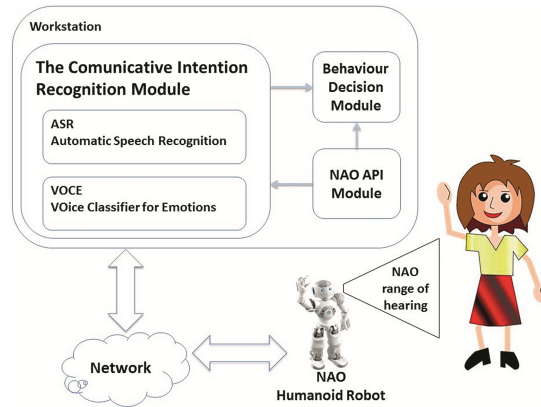 Workstation
The Comunicative Intention
Recognition Module
ASR
Automatic Speech Recognition
VOCE
VOice Classifier for Emotions
Behaviour
Decision
Module
NAO API
Module
NAO
range of
hearing
Network
NAO
Humanoid Robot